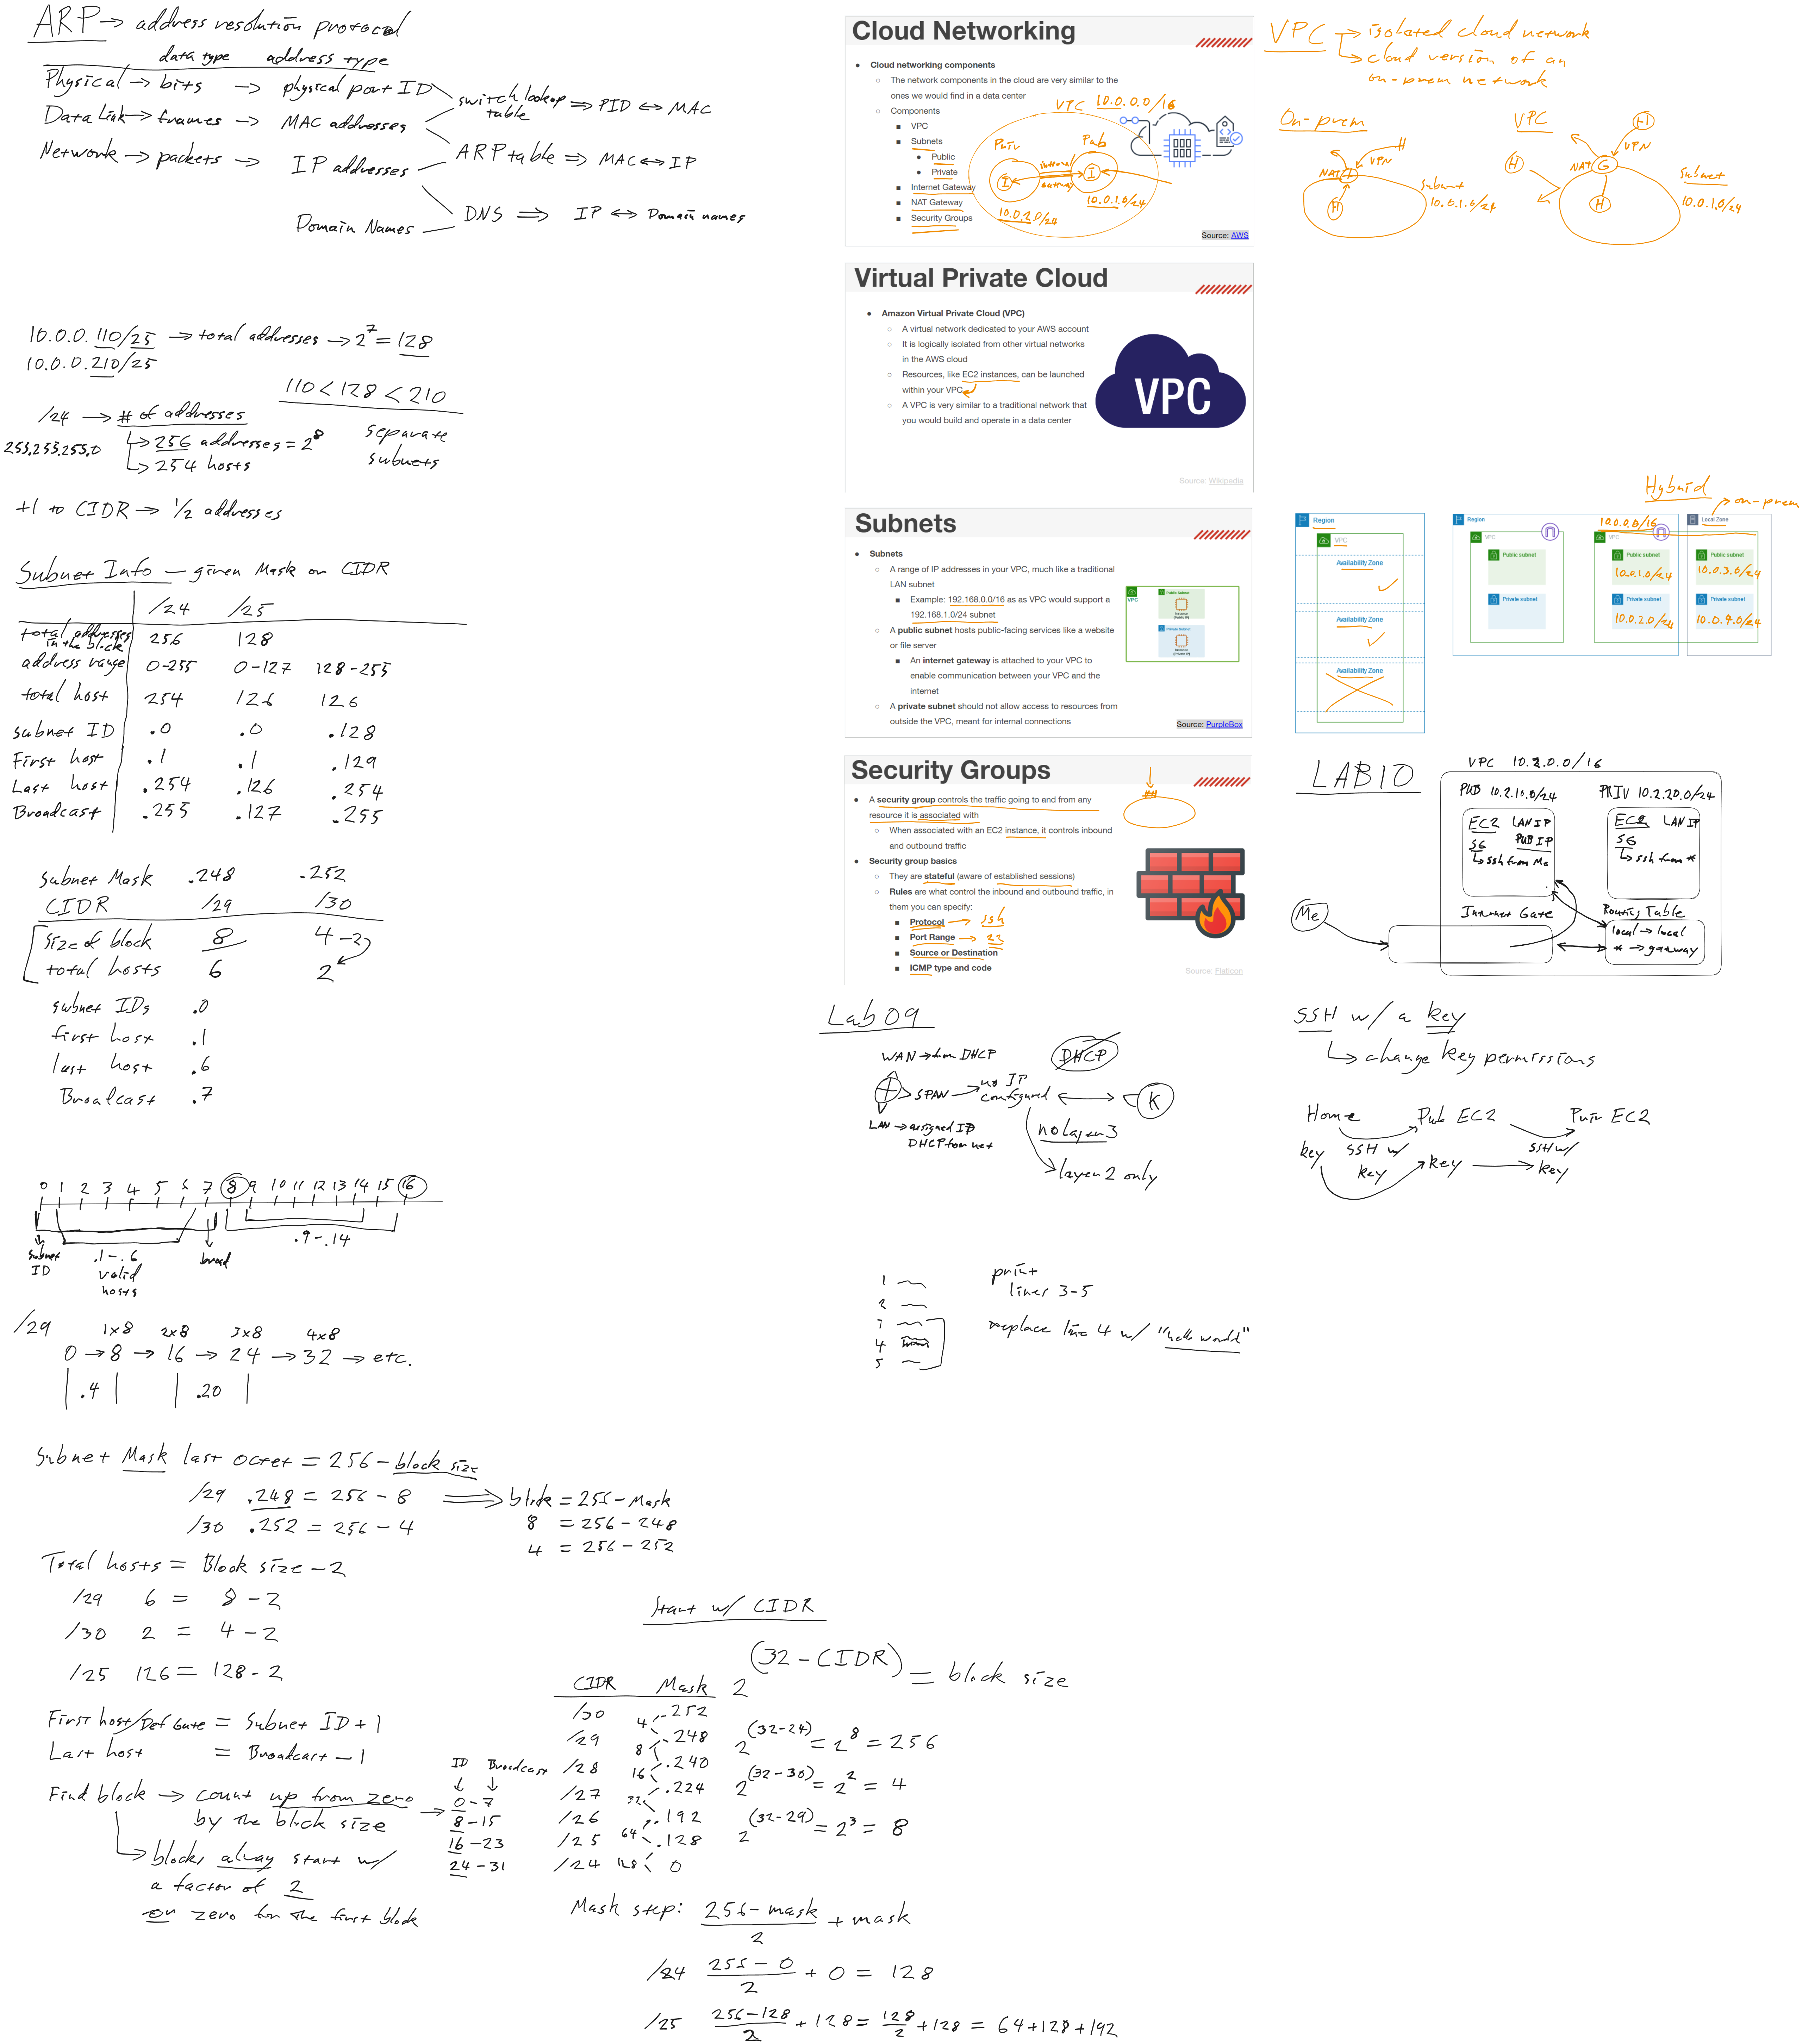 ARP → address resolution protocol
data type address type
Physical → bits → physical port ID
switch lookup table ⇒ PID ↔ MAC
Data Link → frames → MAC addresses
Network → packets → IP addresses
ARP table ⇒ MAC ↔ IP
Domain Names
DNS ⇒ IP ↔ Domain names
10.0.0.110/25 → total addresses → 2^7 = 128
10.0.0.210/25
110 < 128 < 210
separate
subnets
/24 → # of addresses
255.255.255.0
↳ 256 addresses = 2^8
↳ 254 hosts
+1 to CIDR → 1/2 addresses
Subnet Info – given Mask or CIDR
/24 /25
total addresses in the block 256 128
address range 0-255 0-127 128-255
total host 254 126 126
subnet ID .0 .0 .128
First host .1 .1 .129
Last host .254 .126 .254
Broadcast .255 .127 .255
Subnet Mask .248 .252
CIDR /29 /30
size of block 8 4 -2
total hosts 6 2
subnet IDs .0
first host .1
last host .6
Broadcast .7
0 1 2 3 4 5 6 7 8 9 10 11 12 13 14 15 16
subnet
ID
.1-.6
valid
hosts
broad
.9-.14
/29 1x8 2x8 3x8 4x8
0 → 8 → 16 → 24 → 32 → etc.
.4 .20
Subnet Mask last octet = 256 – block size
/29 .248 = 256 - 8
/30 .252 = 256 - 4
block = 256 - Mask
8 = 256 - 248
4 = 256 - 252
Total hosts = Block size - 2
/29 6 = 8 - 2
/30 2 = 4 - 2
/25 126 = 128 - 2
First host/Def Gate = Subnet ID + 1
Last host = Broadcast - 1
Find block → count up from zero
by the block size
↳ blocks alway start w/
a factor of 2
or zero for the first block
ID Broadcast
0 - 7
8 - 15
16 - 23
24 - 31
Start w/ CIDR
2^(32 - CIDR) = block size
CIDR Mask
/30 .252
4
/29 .248
8
/28 .240
16
/27 .224
32
/26 .192
64
/25 .128
128
/24 0
2^(32-24) = 2^8 = 256
2^(32-30) = 2^2 = 4
2^(32-29) = 2^3 = 8
Mask step: (256 - mask)/2 + mask
/24 (256 - 0)/2 + 0 = 128
/25 (256 - 128)/2 + 128 = 128/2 + 128 = 64+128+192
Cloud Networking
● Cloud networking components
○ The network components in the cloud are very similar to the
ones we would find in a data center
○ Components
■ VPC
■ Subnets
● Public
● Private
■ Internet Gateway
■ NAT Gateway
■ Security Groups
VPC 10.0.0.0/16
Priv Pub
I I
10.0.2.0/24
10.0.1.0/24
Source: AWS
VPC → isolated cloud network
↳ cloud version of an
on-prem network
On-prem
VPN
NAT
H
subnet
10.0.1.0/24
VPC
H
VPN
H
NAT G
H
subnet
10.0.1.0/24
Virtual Private Cloud
● Amazon Virtual Private Cloud (VPC)
○ A virtual network dedicated to your AWS account
○ It is logically isolated from other virtual networks
in the AWS cloud
○ Resources, like EC2 instances, can be launched
within your VPC
○ A VPC is very similar to a traditional network that
you would build and operate in a data center
VPC
Source: Wikipedia
Subnets
● Subnets
○ A range of IP addresses in your VPC, much like a traditional
LAN subnet
■ Example: 192.168.0.0/16 as as VPC would support a
192.168.1.0/24 subnet
○ A public subnet hosts public-facing services like a website
or file server
■ An internet gateway is attached to your VPC to
enable communication between your VPC and the
internet
○ A private subnet should not allow access to resources from
outside the VPC, meant for internal connections
VPC
Public Subnet
Instance
Private Subnet
Instance
Source: PurpleBox
Region
VPC
Availability Zone
Availability Zone
Availability Zone
Hybrid
→ on-prem
Region
10.0.0.0/16
Local Zone
VPC
VPC
Public subnet
Public subnet
10.0.1.0/24
Public subnet
10.0.3.0/24
Private subnet
Private subnet
10.0.2.0/24
Private subnet
10.0.4.0/24
Security Groups
● A security group controls the traffic going to and from any
resource it is associated with
○ When associated with an EC2 instance, it controls inbound
and outbound traffic
● Security group basics
○ They are stateful (aware of established sessions)
○ Rules are what control the inbound and outbound traffic, in
them you can specify:
■ Protocol → ssh
■ Port Range → 22
■ Source or Destination
■ ICMP type and code
Source: Flaticon
LAB10
VPC 10.2.0.0/16
PUB 10.2.10.0/24
PRIV 10.2.20.0/24
EC2 LAN IP
SG PUB IP
↳ ssh from Me
EC2 LAN IP
SG
↳ ssh from *
Me
Internet Gate
Routing Table
local → local
* → gateway
Lab 09
WAN → from DHCP
DHCP
SPAN → no IP configured
K
LAN → assigned IP
DHCP from net
no layer 3
layer 2 only
SSH w/ a key
↳ change key permissions
Home Pub EC2 Priv EC2
key SSH w/ key key SSH w/ key
1
2
3
4
5
print
lines 3-5
replace line 4 w/ "hello world"